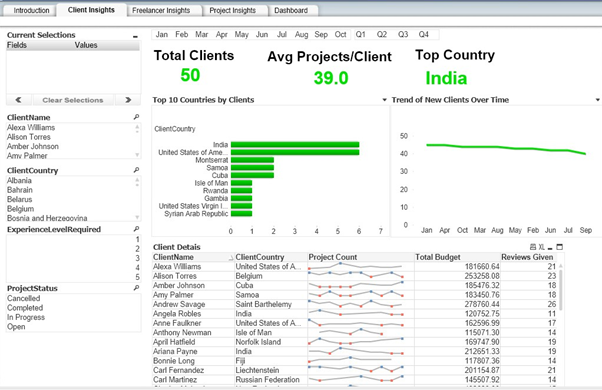 Introduction Client Insights Freelancer Insights Project Insights Dashboard
Current Selections
Fields Values
Clear Selections
ClientName
Alexa Williams
Alison Torres
Amber Johnson
Amy Palmer
ClientCountry
Albania
Bahrain
Belarus
Belgium
Bosnia and Herzegovina
ExperienceLevelRequired
1
2
3
4
5
ProjectStatus
Cancelled
Completed
In Progress
Open
Jan Feb Mar Apr May Jun Jul Aug Sep Oct Q1 Q2 Q3 Q4
Total Clients
50
Avg Projects/Client
39.0
Top Country
India
Top 10 Countries by Clients
ClientCountry
India
United States of Ame...
Montserrat
Samoa
Cuba
Isle of Man
Rwanda
Gambia
United States Virgin I...
Syrian Arab Republic
0 1 2 3 4 5 6 7
Trend of New Clients Over Time
50
40
30
20
10
0
Jan Apr May Jun Aug Oct Mar Feb Jul Sep
Client Detais
XL
ClientName ClientCountry Project Count Total Budget Reviews Given
Alexa Williams United States of A... 181660.64 21
Alison Torres Belgium 253258.08 23
Amber Johnson Cuba 185476.32 18
Amy Palmer Samoa 183450.76 18
Andrew Savage Saint Barthelemy 278760.44 26
Angela Robles India 120752.75 11
Anne Faulkner United States of A... 162596.99 17
Anthony Newman Isle of Man 115071.30 14
April Hatfield Norfolk Island 169747.90 19
Ariana Payne India 212651.33 19
Bonnie Long Fiji 117807.36 14
Carl Fernandez Liechtenstein 201154.87 21
Carl Martinez Russian Federation 145507.92 14